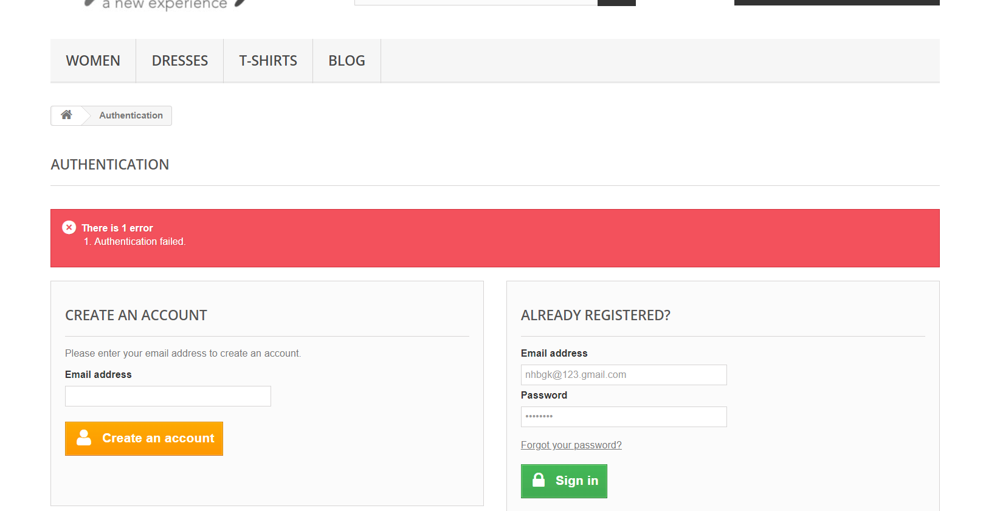 a new experience
WOMEN DRESSES T-SHIRTS BLOG
Authentication
AUTHENTICATION
There is 1 error
1. Authentication failed.
CREATE AN ACCOUNT
Please enter your email address to create an account.
Email address
Create an account
ALREADY REGISTERED?
Email address
nhbgk@123.gmail.com
Password
••••••••
Forgot your password?
Sign in